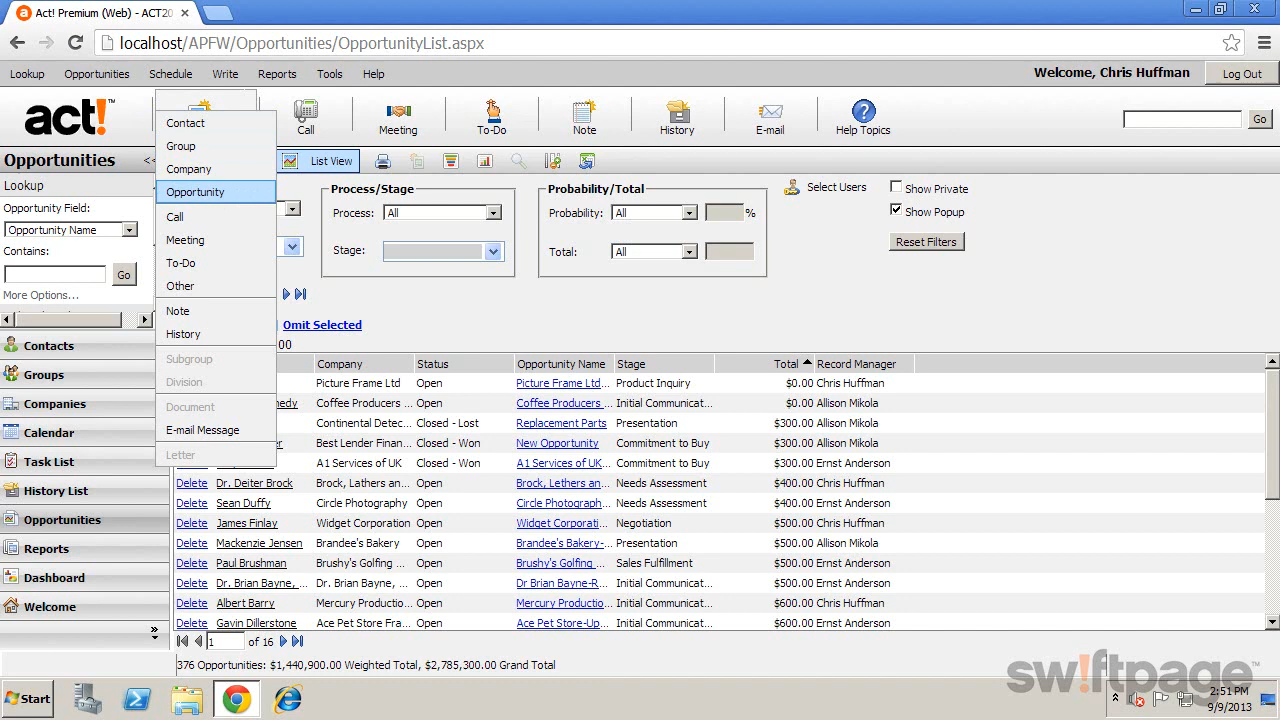 Act! Premium (Web) - ACT20
localhost/APFW/Opportunities/OpportunityList.aspx
Lookup Opportunities Schedule Write Reports Tools Help Welcome, Chris Huffman Log Out
act!™ Call Meeting To-Do Note History E-mail Help Topics Go
Opportunities << List View
Lookup
Opportunity Field:
Opportunity Name
Contains:
Go
More Options...
Contacts
Groups
Companies
Calendar
Task List
History List
Opportunities
Reports
Dashboard
Welcome
Contact
Group
Company
Opportunity
Call
Meeting
To-Do
Other
Note
History
Subgroup
Division
Document
E-mail Message
Letter
Process/Stage
Process: All
Stage:
Probability/Total
Probability: All %
Total: All
Select Users
Show Private
Show Popup
Reset Filters
Omit Selected
00
Company Status Opportunity Name Stage Total Record Manager
Picture Frame Ltd Open Picture Frame Ltd... Product Inquiry $0.00 Chris Huffman
Coffee Producers ... Open Coffee Producers ... Initial Communicat... $0.00 Allison Mikola
Continental Detec... Closed - Lost Replacement Parts Presentation $300.00 Allison Mikola
Best Lender Finan... Closed - Won New Opportunity Commitment to Buy $300.00 Allison Mikola
A1 Services of UK Closed - Won A1 Services of UK... Commitment to Buy $300.00 Ernst Anderson
Delete Dr. Deiter Brock Brock, Lathers an... Open Brock, Lethers an... Needs Assessment $400.00 Chris Huffman
Delete Sean Duffy Circle Photography Open Circle Photograph... Needs Assessment $400.00 Ernst Anderson
Delete James Finlay Widget Corporation Open Widget Corporati... Negotiation $500.00 Chris Huffman
Delete Mackenzie Jensen Brandee's Bakery Open Brandee's Bakery-... Presentation $500.00 Allison Mikola
Delete Paul Brushman Brushy's Golfing ... Open Brushy's Golfing ... Sales Fulfillment $500.00 Ernst Anderson
Delete Dr. Brian Bayne, ... Dr. Brian Bayne, ... Open Dr Brian Bayne-R... Initial Communicat... $500.00 Ernst Anderson
Delete Albert Barry Mercury Productio... Open Mercury Productio... Initial Communicat... $600.00 Chris Huffman
Delete Gavin Dillerstone Ace Pet Store Fra... Open Ace Pet Store-Up... Initial Communicat... $600.00 Ernst Anderson
1 of 16
376 Opportunities: $1,440,900.00 Weighted Total, $2,785,300.00 Grand Total
sw!ftpage™
Start 2:51 PM
9/9/2013